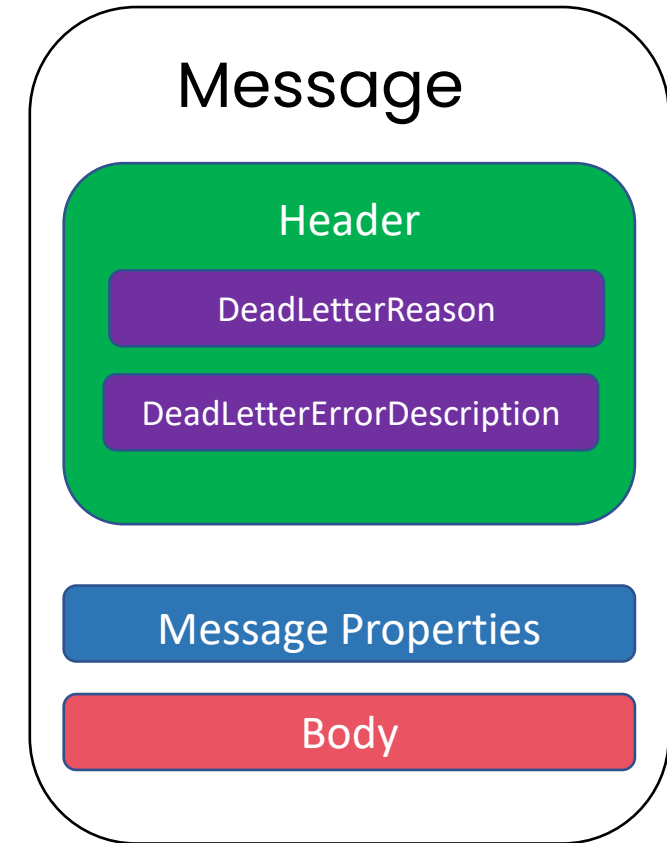 Message
Header
DeadLetterReason
DeadLetterErrorDescription
Message Properties
Body